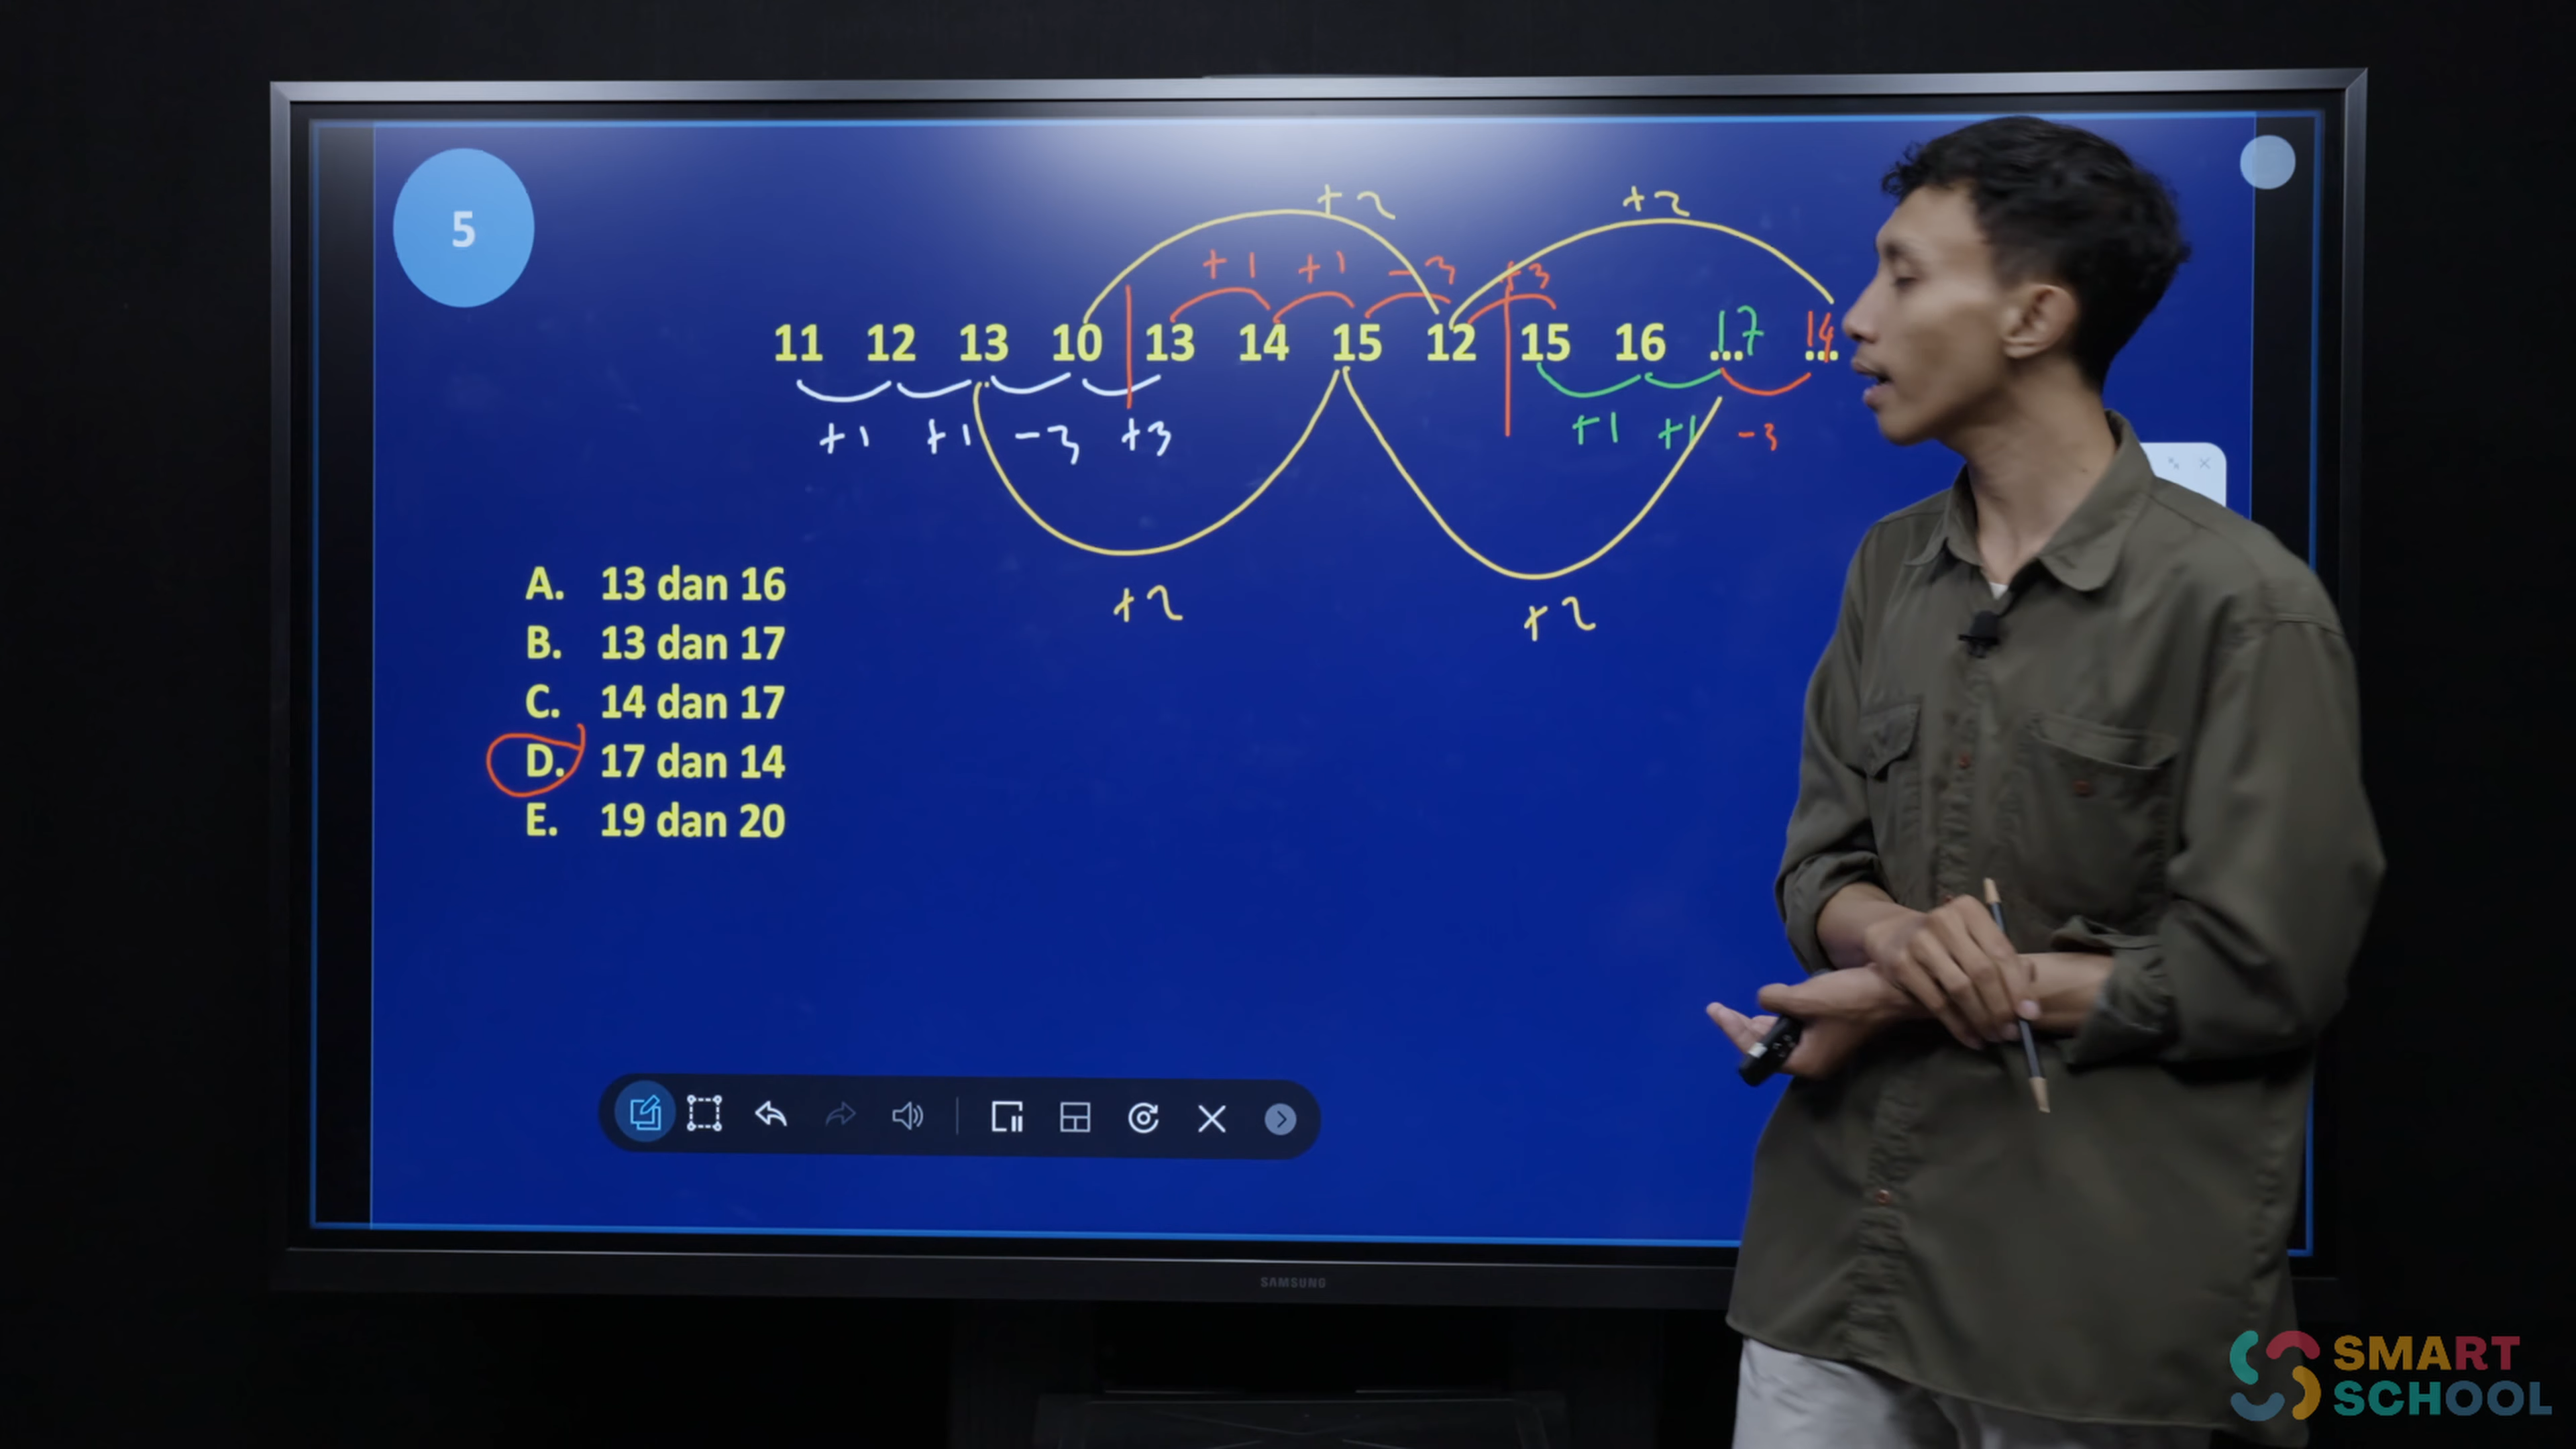 5
+2 +2
+1 +1 -3 +3
11 12 13 10 13 14 15 12 15 16 ...17 ...14
+1 +1 -3 +3 +1 +1 -3
+2 +2
A. 13 dan 16
B. 13 dan 17
C. 14 dan 17
D. 17 dan 14
E. 19 dan 20
SAMSUNG
SMART
SCHOOL